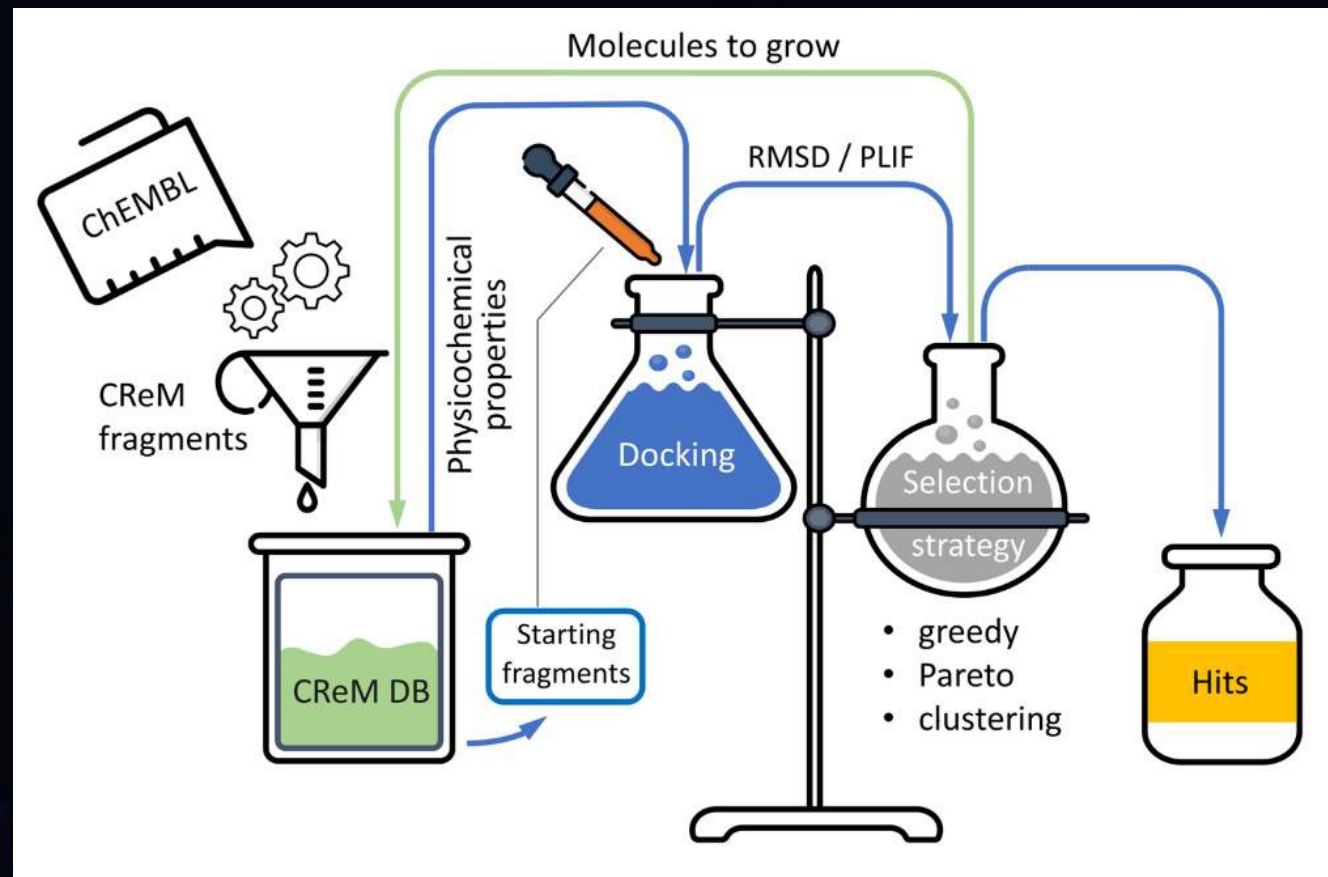 Molecules to grow
ChEMBL
RMSD / PLIF
CReM
fragments
Physicochemical
properties
Docking
Selection
strategy
Starting
fragments
CReM DB
• greedy
• Pareto
• clustering
Hits